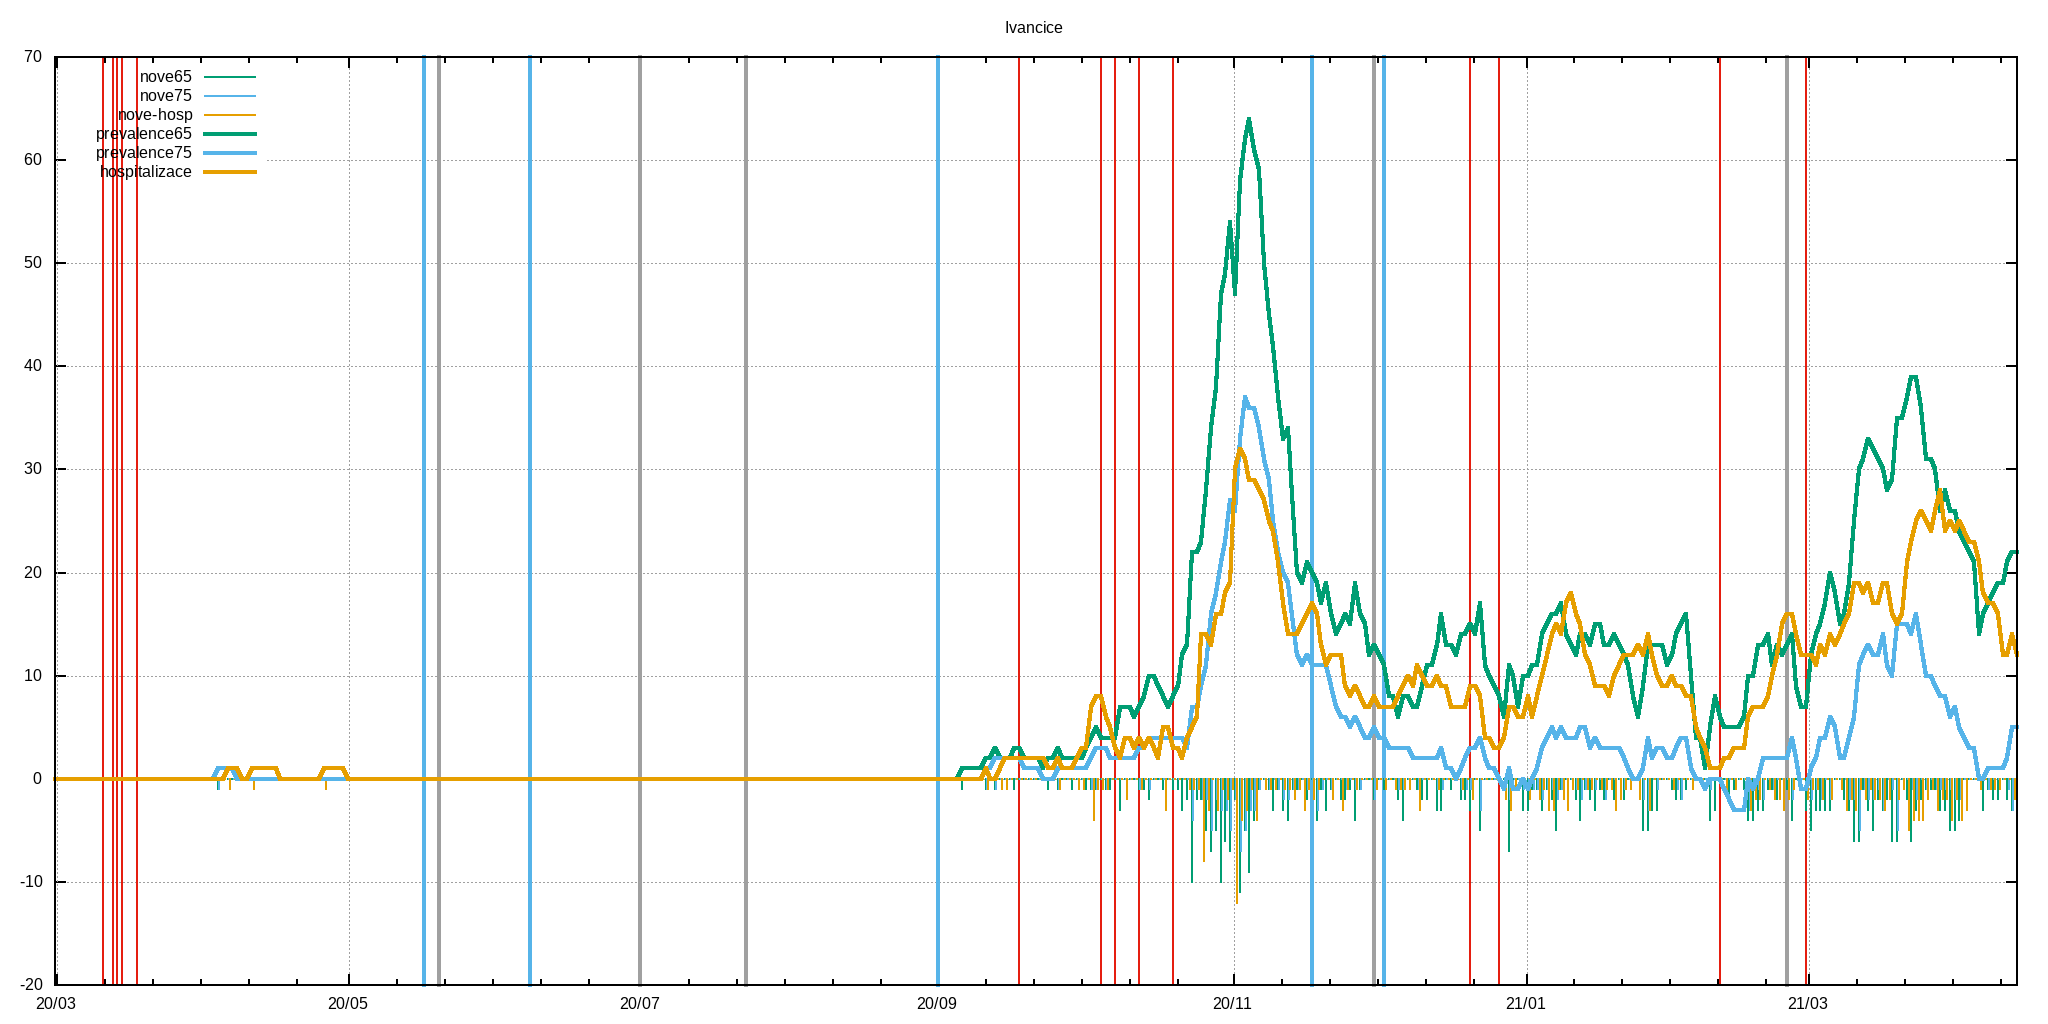 Ivancice
70
nove65
nove75
nove-hosp
prevalence65
prevalence75
hospitalizace
60
50
40
30
20
10
0
-10
-20
20/03 20/05 20/07 20/09 20/11 21/01 21/03